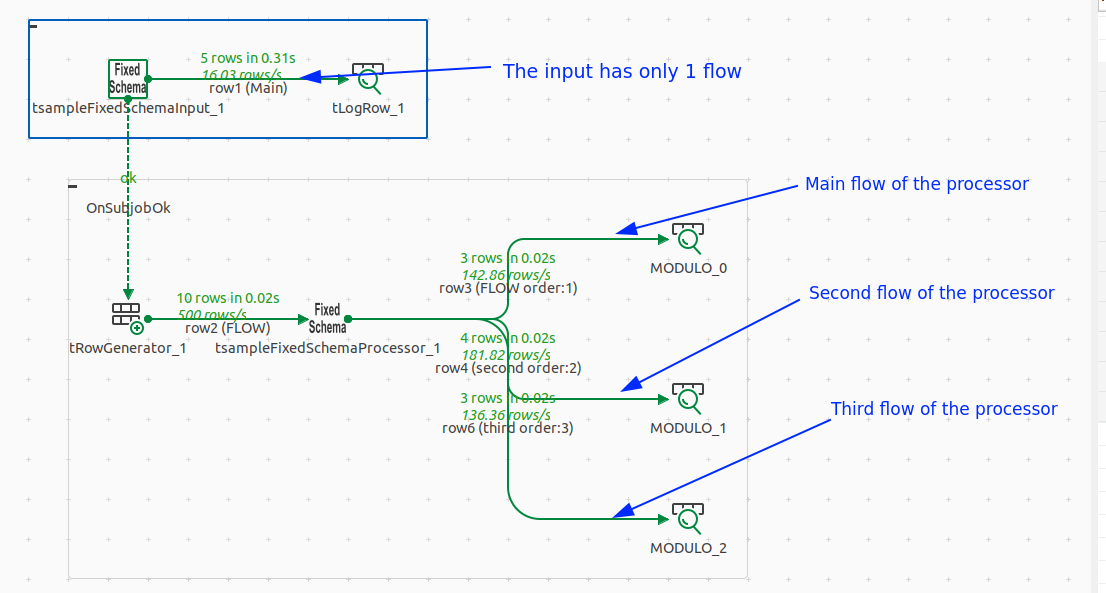 5 rows in 0.31s
16.03 rows/s
row1 (Main)
Fixed
Schema
tsampleFixedSchemaInput_1
tLogRow_1
The input has only 1 flow
ok
OnSubjobOk
Main flow of the processor
MODULO_0
3 rows in 0.02s
142.86 rows/s
row3 (FLOW order:1)
10 rows in 0.02s
500 rows/s
row2 (FLOW)
Fixed
Schema
tRowGenerator_1
tsampleFixedSchemaProcessor_1
Second flow of the processor
4 rows in 0.02s
181.82 rows/s
row4 (second order:2)
MODULO_1
Third flow of the processor
3 rows in 0.02s
136.36 rows/s
row6 (third order:3)
MODULO_2